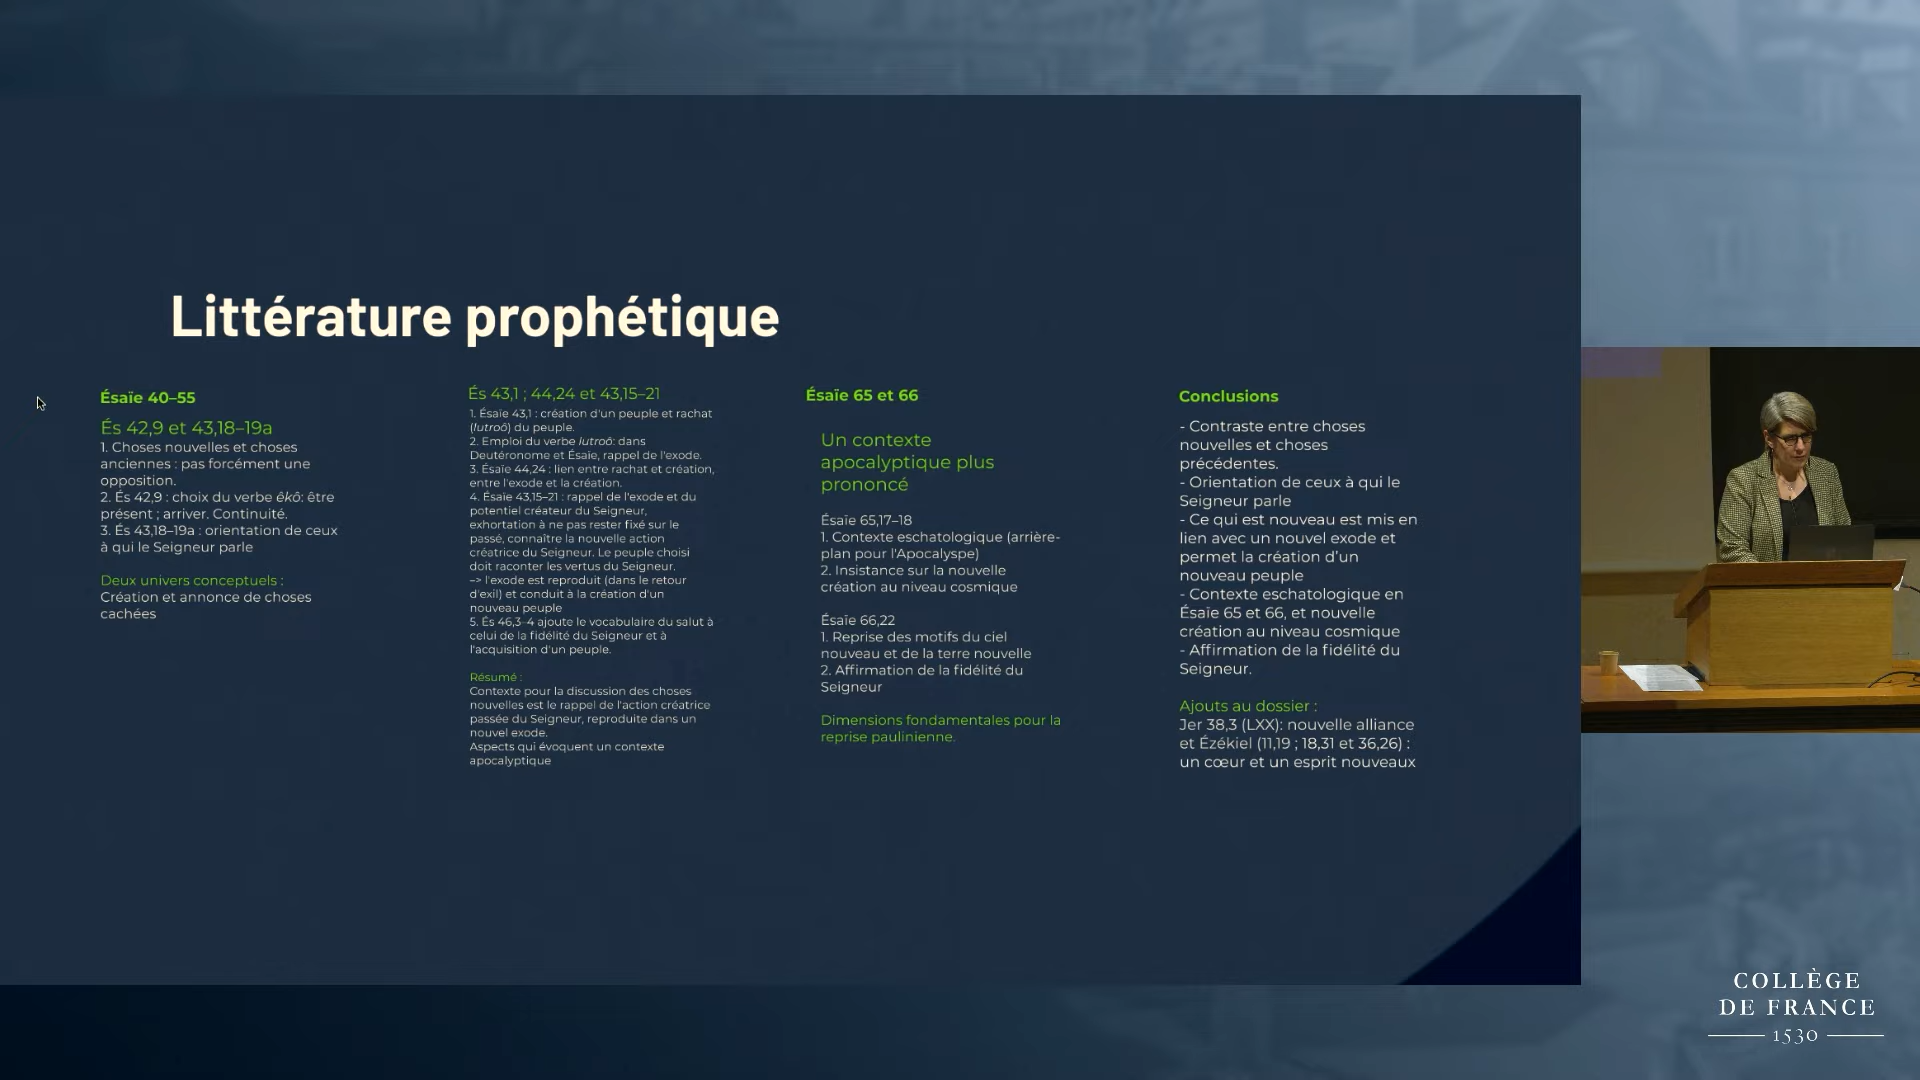 Littérature prophétique
Ésaïe 40–55
És 42,9 et 43,18–19a
1. Choses nouvelles et choses
anciennes : pas forcément une
opposition.
2. És 42,9 : choix du verbe êkô: être
présent ; arriver. Continuité.
3. És 43,18–19a : orientation de ceux
à qui le Seigneur parle
Deux univers conceptuels :
Création et annonce de choses
cachées
És 43,1 ; 44,24 et 43,15–21
1. Ésaïe 43,1 : création d'un peuple et rachat
(lutroô) du peuple.
2. Emploi du verbe lutroô: dans
Deutéronome et Ésaïe, rappel de l'exode.
3. Ésaïe 44,24 : lien entre rachat et création,
entre l'exode et la création.
4. Ésaïe 43,15–21 : rappel de l'exode et du
potentiel créateur du Seigneur,
exhortation à ne pas rester fixé sur le
passé, connaître la nouvelle action
créatrice du Seigneur. Le peuple choisi
doit raconter les vertus du Seigneur.
–> l'exode est reproduit (dans le retour
d'exil) et conduit à la création d'un
nouveau peuple
5. És 46,3–4 ajoute le vocabulaire du salut à
celui de la fidélité du Seigneur et à
l'acquisition d'un peuple.
Résumé :
Contexte pour la discussion des choses
nouvelles est le rappel de l'action créatrice
passée du Seigneur, reproduite dans un
nouvel exode.
Aspects qui évoquent un contexte
apocalyptique
Ésaïe 65 et 66
Un contexte
apocalyptique plus
prononcé
Ésaïe 65,17–18
1. Contexte eschatologique (arrière-
plan pour l'Apocalyspe)
2. Insistance sur la nouvelle
création au niveau cosmique
Ésaïe 66,22
1. Reprise des motifs du ciel
nouveau et de la terre nouvelle
2. Affirmation de la fidélité du
Seigneur
Dimensions fondamentales pour la
reprise paulinienne.
Conclusions
- Contraste entre choses
nouvelles et choses
précédentes.
- Orientation de ceux à qui le
Seigneur parle
- Ce qui est nouveau est mis en
lien avec un nouvel exode et
permet la création d'un
nouveau peuple
- Contexte eschatologique en
Ésaïe 65 et 66, et nouvelle
création au niveau cosmique
- Affirmation de la fidélité du
Seigneur.
Ajouts au dossier :
Jer 38,3 (LXX): nouvelle alliance
et Ézékiel (11,19 ; 18,31 et 36,26) :
un cœur et un esprit nouveaux
COLLÈGE
DE FRANCE
1530